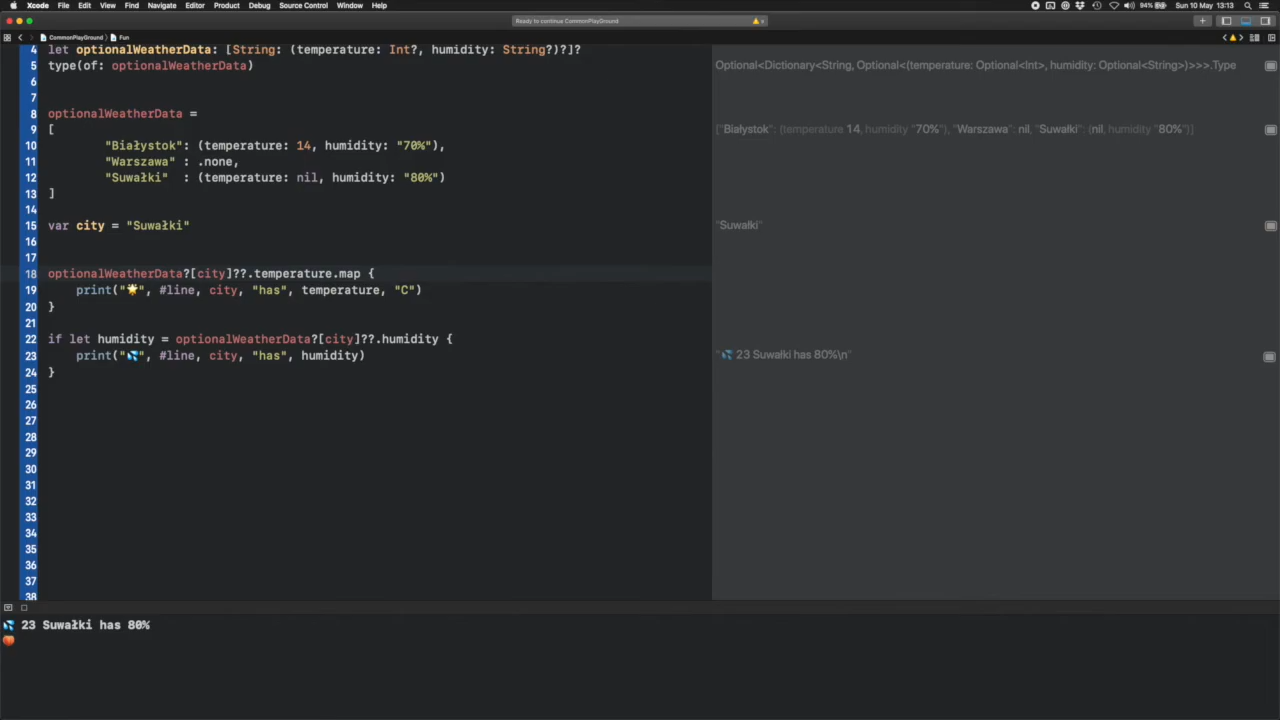 Xcode File Edit View Find Navigate Editor Product Debug Source Control Window Help 94% Sun 10 May 13:13
Ready to continue CommonPlayGround
CommonPlayGround Fun
4 let optionalWeatherData: [String: (temperature: Int?, humidity: String?)?]?
5 type(of: optionalWeatherData)
Optional<Dictionary<String, Optional<(temperature: Optional<Int>, humidity: Optional<String>)>>>.Type
6
7
8 optionalWeatherData =
9 [
["Białystok": (temperature 14, humidity "70%"), "Warszawa": nil, "Suwałki": (nil, humidity "80%")]
10 "Białystok": (temperature: 14, humidity: "70%"),
11 "Warszawa" : .none,
12 "Suwałki"  : (temperature: nil, humidity: "80%")
13 ]
14
15 var city = "Suwałki"
"Suwałki"
16
17
18 optionalWeatherData?[city]??.temperature.map {
19 print("🌟", #line, city, "has", temperature, "C")
20 }
21
22 if let humidity = optionalWeatherData?[city]??.humidity {
23 print("💦", #line, city, "has", humidity)
"💦 23 Suwałki has 80%\n"
24 }
25
26
27
28
29
30
31
32
33
34
35
36
37
38
💦 23 Suwałki has 80%
🍑